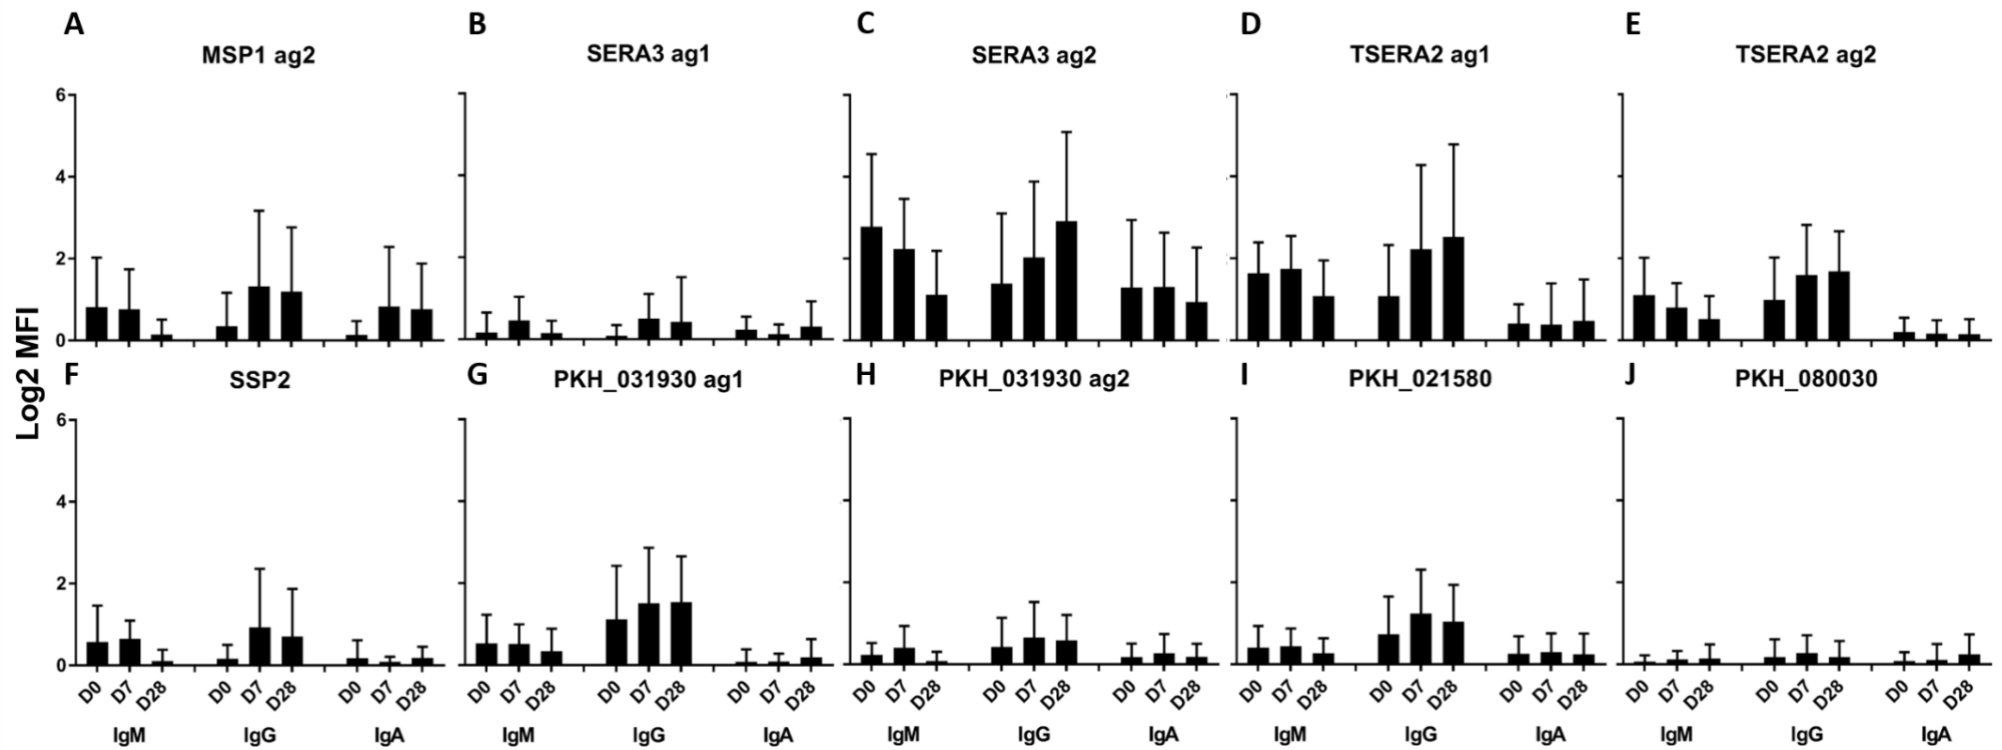 A
MSP1 ag2
B
SERA3 ag1
C
SERA3 ag2
D
TSERA2 ag1
E
TSERA2 ag2
6
4
2
0
Log2 MFI
F
SSP2
G
PKH_031930 ag1
H
PKH_031930 ag2
I
PKH_021580
J
PKH_080030
6
4
2
0
D0 D7 D28 D0 D7 D28 D0 D7 D28
IgM IgG IgA
D0 D7 D28 D0 D7 D28 D0 D7 D28
IgM IgG IgA
D0 D7 D28 D0 D7 D28 D0 D7 D28
IgM IgG IgA
D0 D7 D28 D0 D7 D28 D0 D7 D28
IgM IgG IgA
D0 D7 D28 D0 D7 D28 D0 D7 D28
IgM IgG IgA